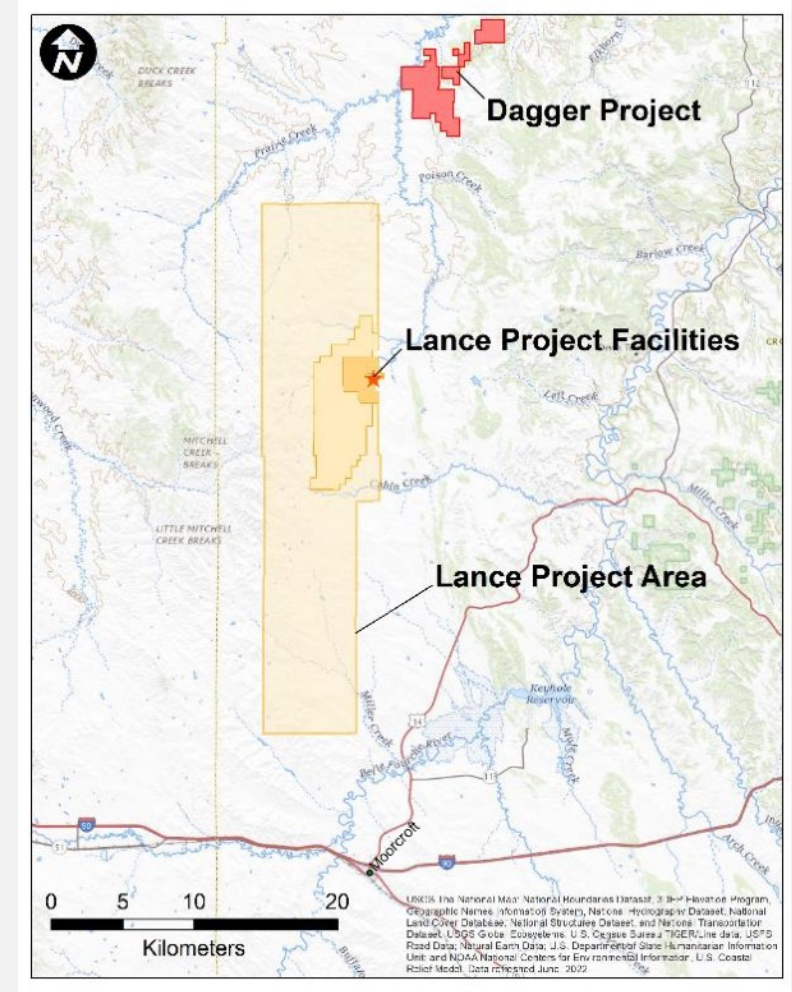 N
DUCK CREEK
BREAKS
Elkhorn
12
Dagger Project
Prairie Creek
Poison Creek
Barlow Creek
Lance Project Facilities
Left Creek
MITCHELL
CREEK
BREAKS
Cabin Creek
Miller Creek
LITTLE MITCHELL
CREEK BREAKS
Lance Project Area
Keyhole
Reservoir
Miller Creek
14
Belle Fourche River
Mule Creek
113
90
51
Moorcroft
90
Arch Creek
0 5 10 20
Kilometers
USGS The National Map: National Boundaries Dataset, 3DEP Elevation Program,
Geographic Names Information System, National Hydrography Dataset, National
Land Cover Database, National Structures Dataset, and National Transportation
Dataset; USGS Global Ecosystems; U.S. Census Bureau TIGER/Line data; USFS
Road Data; Natural Earth Data; U.S. Department of State Humanitarian Information
Unit; and NOAA National Centers for Environmental Information, U.S. Coastal
Relief Model. Data refreshed June, 2022.